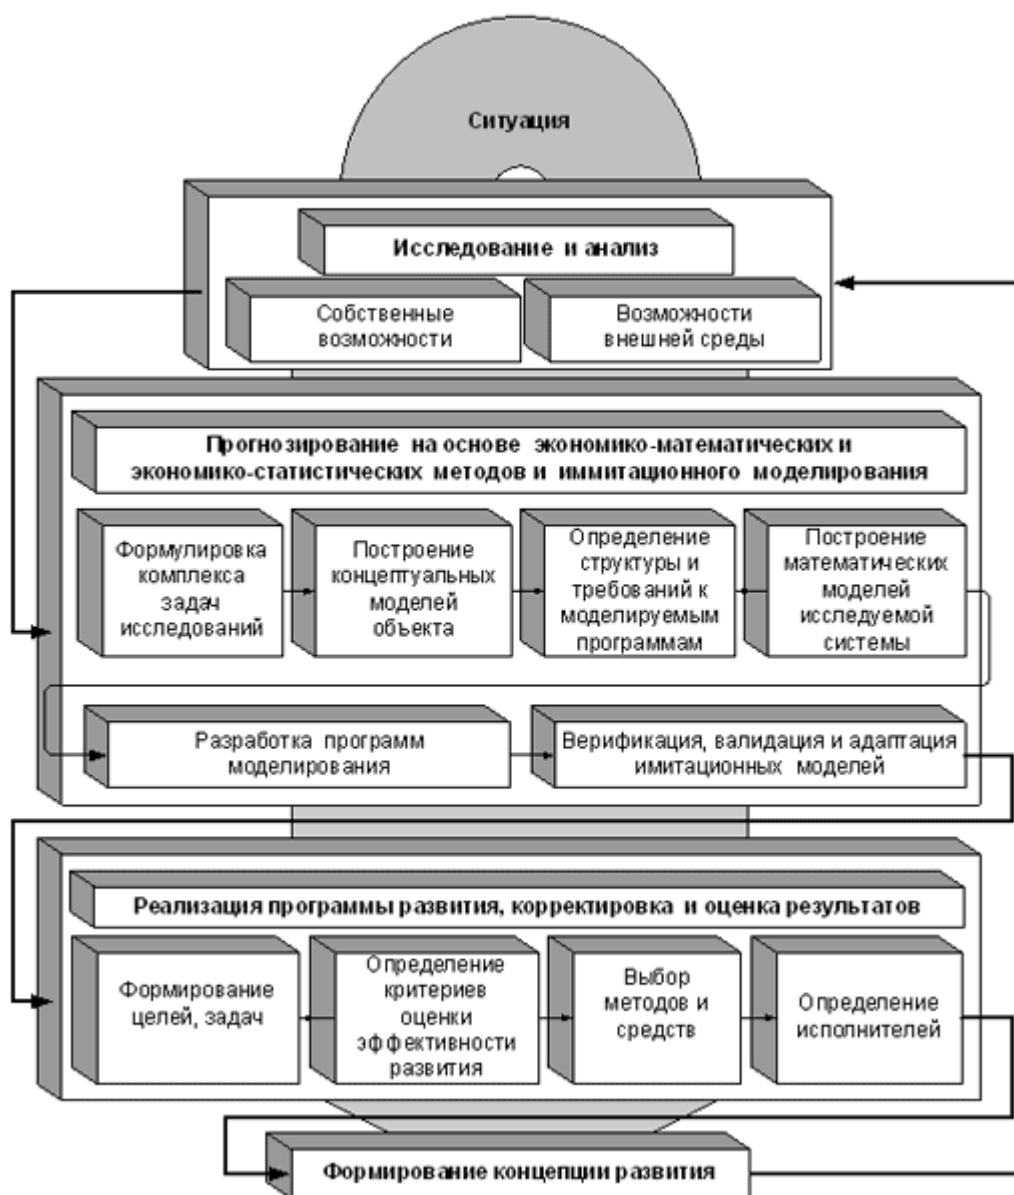 Ситуация
Исследование и анализ
Собственные
возможности
Возможности
внешней среды
Прогнозирование на основе экономико-математических и
экономико-статистических методов и иммитационного моделирования
Формулировка
комплекса
задач
исследований
Построение
концептуальных
моделей
объекта
Определение
структуры и
требований к
моделируемым
программам
Построение
математических
моделей
исследуемой
системы
Разработка программ
моделирования
Верификация, валидация и адаптация
имитационных моделей
Реализация программы развития, корректировка и оценка результатов
Формирование
целей, задач
Определение
критериев
оценки
эффективности
развития
Выбор
методов и
средств
Определение
исполнителей
Формирование концепции развития